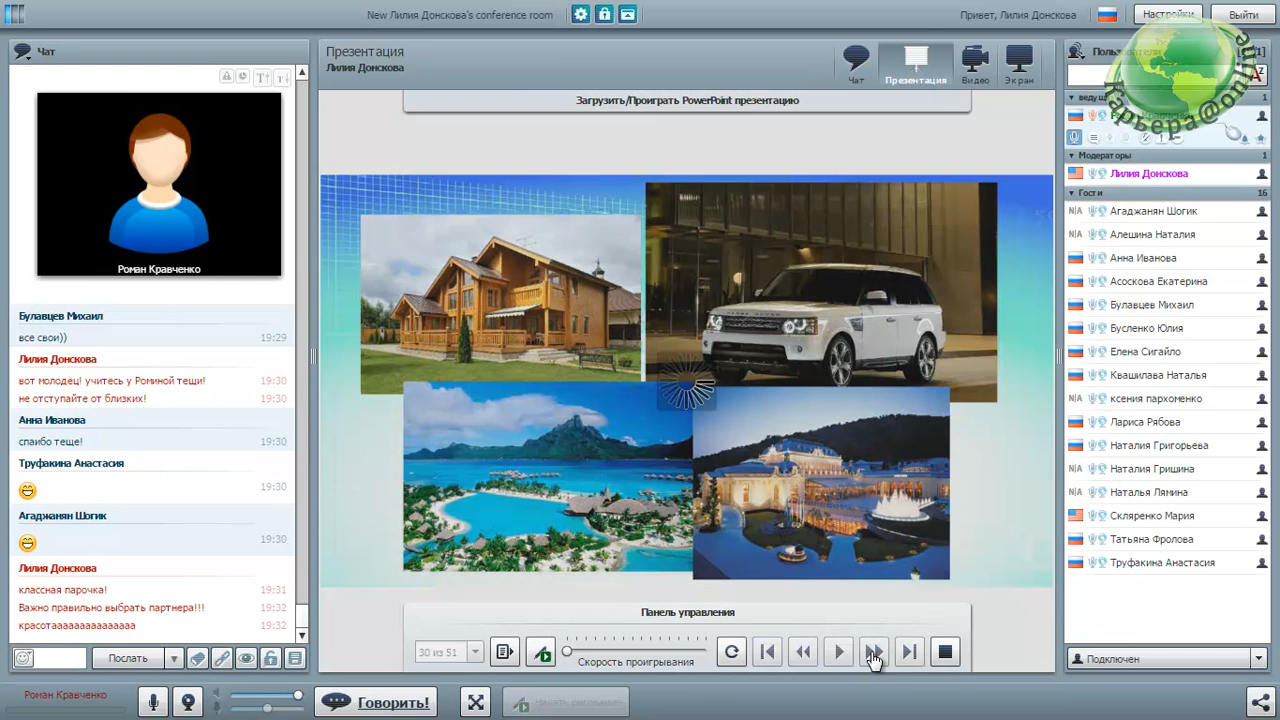 New Лилия Донскова's conference room
Привет, Лилия Донскова
Настройки
Выйти
Чат
Роман Кравченко
Булавцев Михаил
все свои))
19:29
Лилия Донскова
вот молодец! учитесь у Роминой тещи!
19:30
не отступайте от близких!
19:30
Анна Иванова
спаибо теще!
19:30
Труфакина Анастасия
19:30
Агаджанян Шогик
19:30
Лилия Донскова
классная парочка!
19:31
Важно правильно выбрать партнера!!!
19:32
красотааааааааааааааа
19:32
Послать
Презентация
Лилия Донскова
Чат
Презентация
Видео
Экран
Загрузить/Проиграть PowerPoint презентацию
Панель управления
30 из 51
Скорость проигрывания
карьера@online
1
Модераторы
1
Лилия Донскова
Гости
16
N/A Агаджанян Шогик
N/A Алешина Наталия
Анна Иванова
Асоскова Екатерина
Булавцев Михаил
Бусленко Юлия
Елена Сигайло
Квашилава Наталья
N/A ксения пархоменко
Лариса Рябова
Наталия Григорьева
N/A Наталия Гришина
N/A Наталья Лянина
Скляренко Мария
Татьяна Фролова
Труфакина Анастасия
Подключен
Роман Кравченко
Говорить!